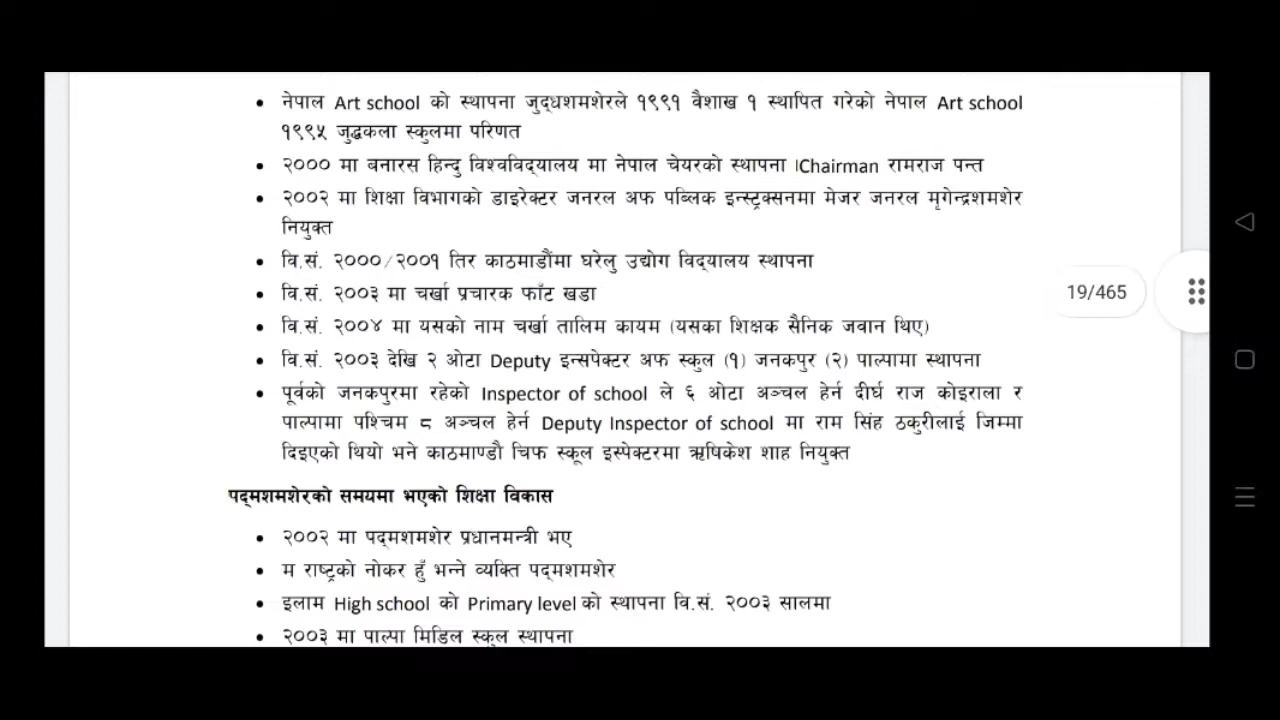 • नेपाल Art school को स्थापना जुद्धशमशेरले १९९१ वैशाख १ स्थापित गरेको नेपाल Art school
१९९५ जुद्धकला स्कुलमा परिणत
• २००० मा बनारस हिन्दु विश्वविद्यालय मा नेपाल चेयरको स्थापना ।Chairman रामराज पन्त
• २००२ मा शिक्षा विभागको डाइरेक्टर जनरल अफ पब्लिक इन्स्ट्रक्सनमा मेजर जनरल मृगेन्द्रशमशेर
नियुक्त
• वि.सं. २०००/२००१ तिर काठमाडौंमा घरेलु उद्योग विद्यालय स्थापना
19/465
• वि.सं. २००३ मा चर्खा प्रचारक फाँट खडा
• वि.सं. २००४ मा यसको नाम चर्खा तालिम कायम (यसका शिक्षक सैनिक जवान थिए)
• वि.सं. २००३ देखि २ ओटा Deputy इन्सपेक्टर अफ स्कुल (१) जनकपुर (२) पाल्पामा स्थापना
• पूर्वको जनकपुरमा रहेको Inspector of school ले ६ ओटा अञ्चल हेर्न दीर्घ राज कोइराला र
पाल्पामा पश्चिम ८ अञ्चल हेर्न Deputy Inspector of school मा राम सिंह ठकुरीलाई जिम्मा
दिइएको थियो भने काठमाण्डौ चिफ स्कूल इस्पेक्टरमा ऋषिकेश शाह नियुक्त
पद्मशमशेरको समयमा भएको शिक्षा विकास
• २००२ मा पद्मशमशेर प्रधानमन्त्री भए
• म राष्ट्रको नोकर हुँ भन्ने व्यक्ति पद्मशमशेर
• इलाम High school को Primary level को स्थापना वि.सं. २००३ सालमा
• २००३ मा पाल्पा मिडिल स्कुल स्थापना